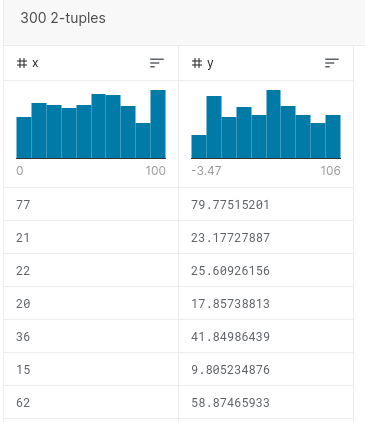 300 2-tuples
# x # y
0 100 -3.47 106
77 79.77515201
21 23.17727887
22 25.60926156
20 17.85738813
36 41.84986439
15 9.805234876
62 58.87465933